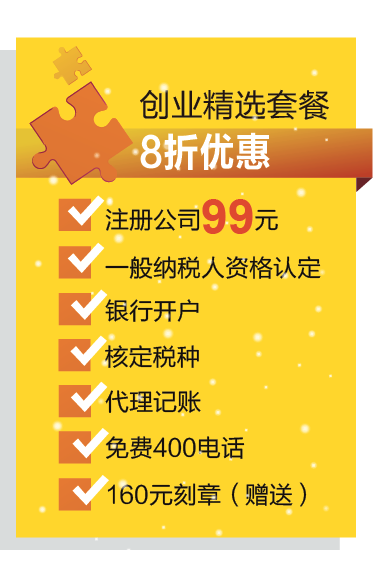 创业精选套餐
8折优惠
注册公司99元
一般纳税人资格认定
银行开户
核定税种
代理记账
免费400电话
160元刻章（赠送）